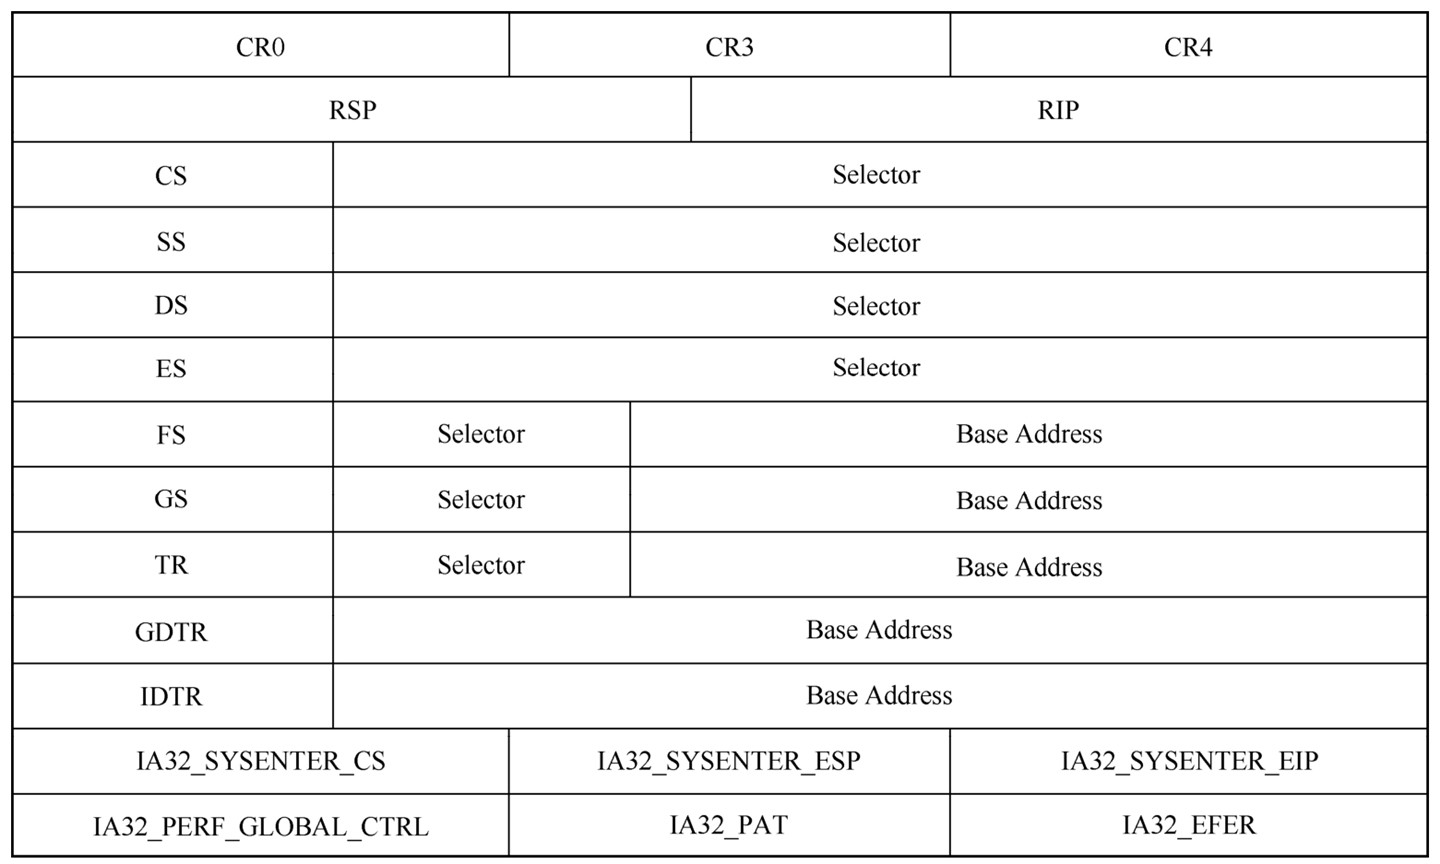 CR0 CR3 CR4
RSP RIP
CS Selector
SS Selector
DS Selector
ES Selector
FS Selector Base Address
GS Selector Base Address
TR Selector Base Address
GDTR Base Address
IDTR Base Address
IA32_SYSENTER_CS IA32_SYSENTER_ESP IA32_SYSENTER_EIP
IA32_PERF_GLOBAL_CTRL IA32_PAT IA32_EFER